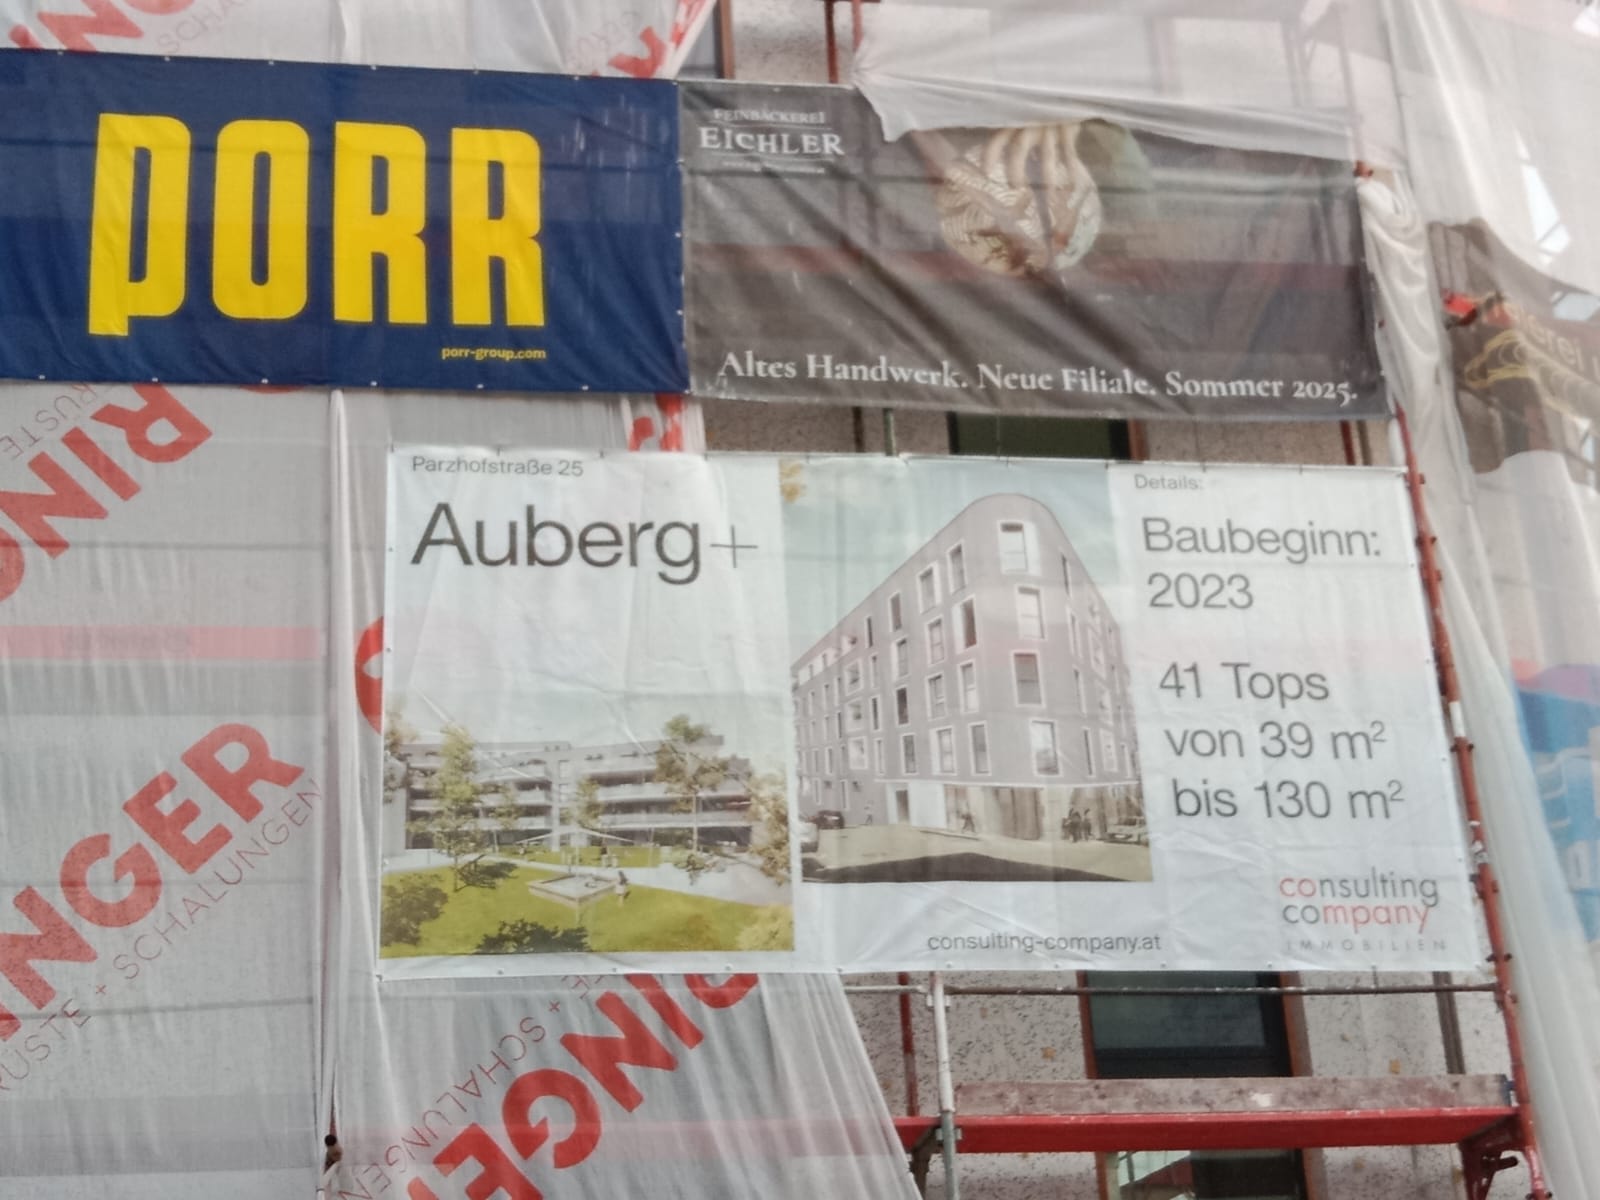 PORR
porr-group.com
FEINBÄCKEREI
EICHLER
Altes Handwerk. Neue Filiale. Sommer 2025.
Parzhofstraße 25
Auberg+
Details:
Baubeginn:
2023
41 Tops
von 39 m²
bis 130 m²
consulting
company
IMMOBILIEN
consulting-company.at
RINGER
GERÜSTE + SCHALUNGEN